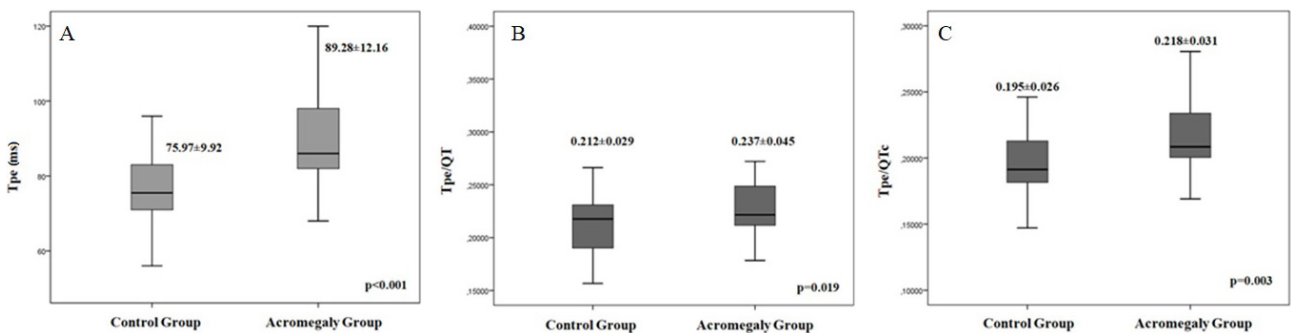 A
120
100
80
60
Tpe (ms)
89.28±12.16
75.97±9.92
p<0.001
Control Group
Acromegaly Group
B
,40000
,35000
,30000
,25000
,20000
,15000
Tpe/QT
0.212±0.029
0.237±0.045
p=0.019
Control Group
Acromegaly Group
C
,30000
,25000
,20000
,15000
,10000
Tpe/QTc
0.218±0.031
0.195±0.026
p=0.003
Control Group
Acromegaly Group